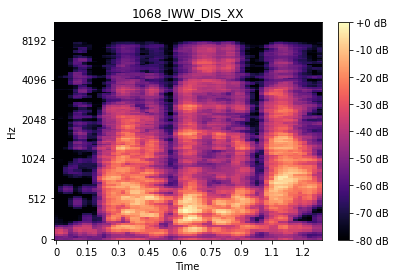 1068_IWW_DIS_XX
Hz
8192
4096
2048
1024
512
0
0 0.15 0.3 0.45 0.6 0.75 0.9 1.1 1.2
Time
+0 dB
-10 dB
-20 dB
-30 dB
-40 dB
-50 dB
-60 dB
-70 dB
-80 dB